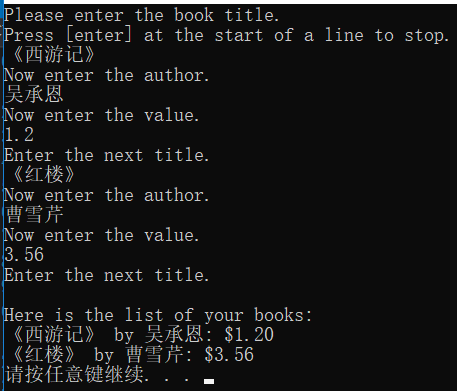 Please enter the book title.
Press [enter] at the start of a line to stop.
《西游记》
Now enter the author.
吴承恩
Now enter the value.
1.2
Enter the next title.
《红楼》
Now enter the author.
曹雪芹
Now enter the value.
3.56
Enter the next title.
Here is the list of your books:
《西游记》 by 吴承恩: $1.20
《红楼》 by 曹雪芹: $3.56
请按任意键继续. . .